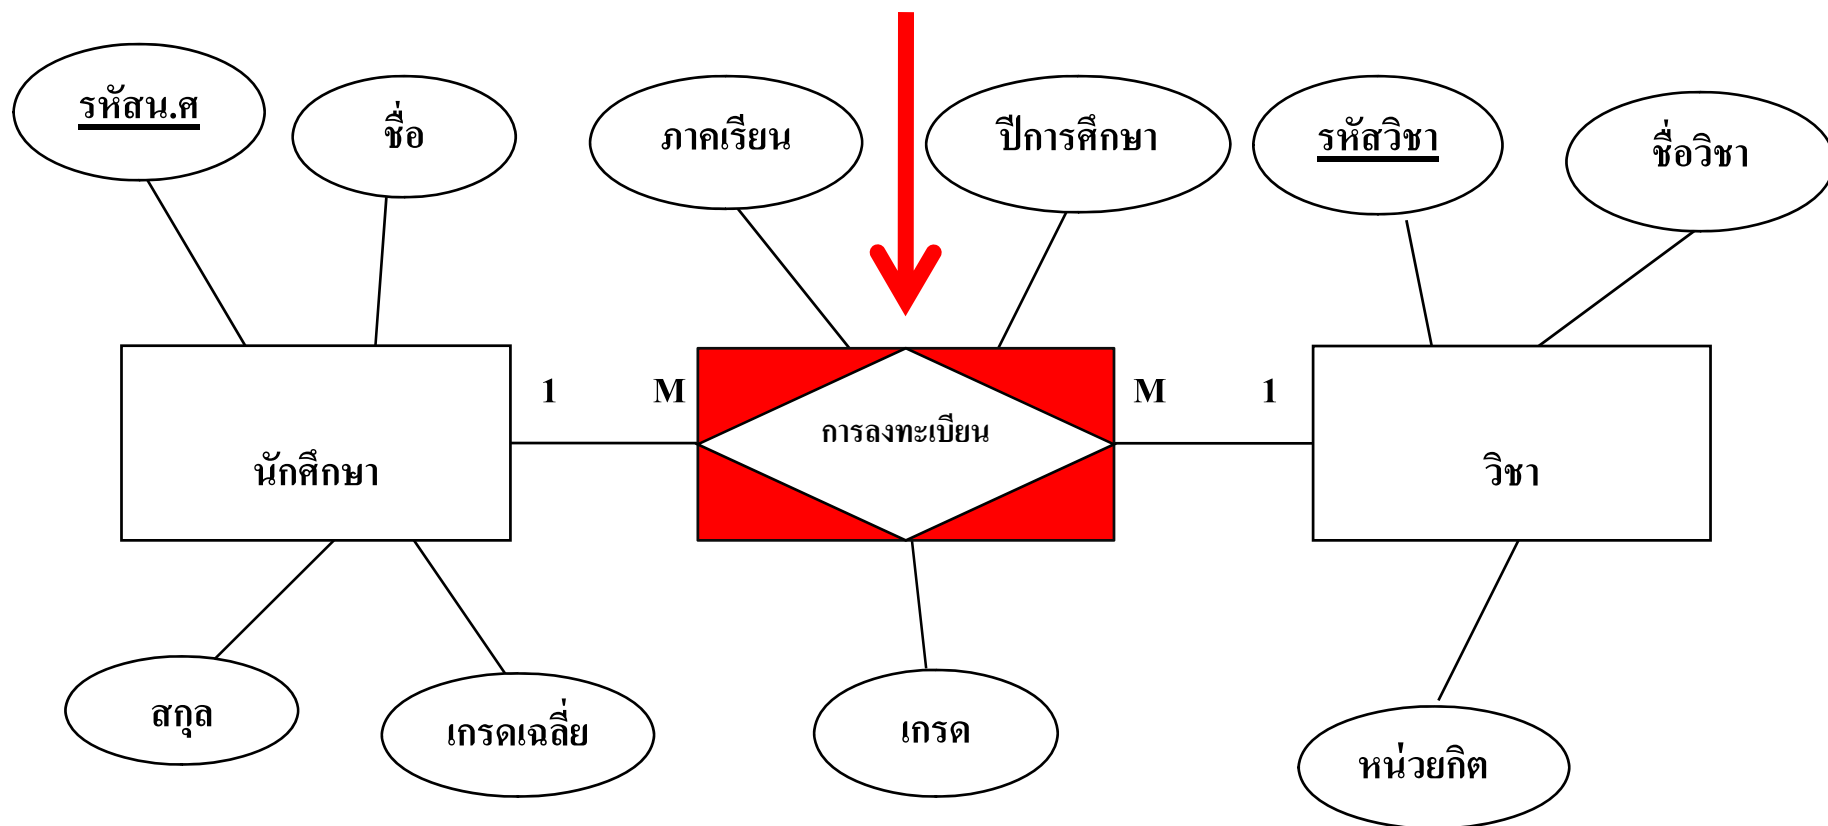 รหัสน.ศ
ชื่อ
ภาคเรียน
ปีการศึกษา
รหัสวิชา
ชื่อวิชา
1
M
M
1
การลงทะเบียน
นักศึกษา
วิชา
สกุล
เกรดเฉลี่ย
เกรด
หน่วยกิต